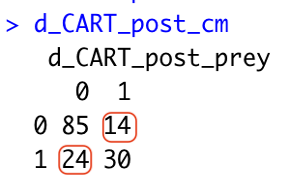 > d_CART_post_cm
d_CART_post_prey
0 1
0 85 14
1 24 30